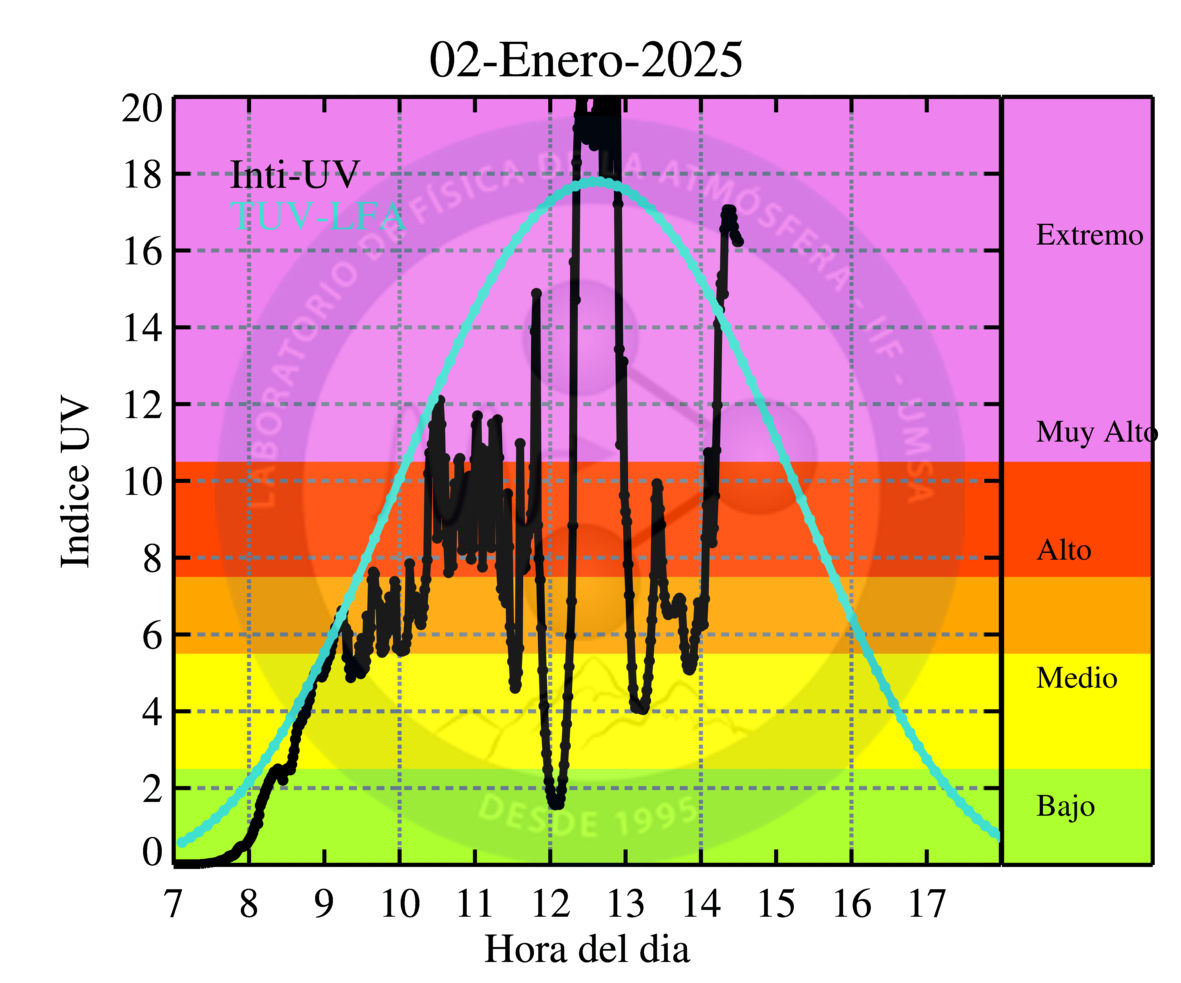 02-Enero-2025
20
18
16
14
12
10
8
6
4
2
0
Indice UV
Inti-UV
TUV-LFA
LABORATORIO DE FÍSICA DE LA ATMÓSFERA - IIF - UMSA
DESDE 1995
Extremo
Muy Alto
Alto
Medio
Bajo
7 8 9 10 11 12 13 14 15 16 17
Hora del dia